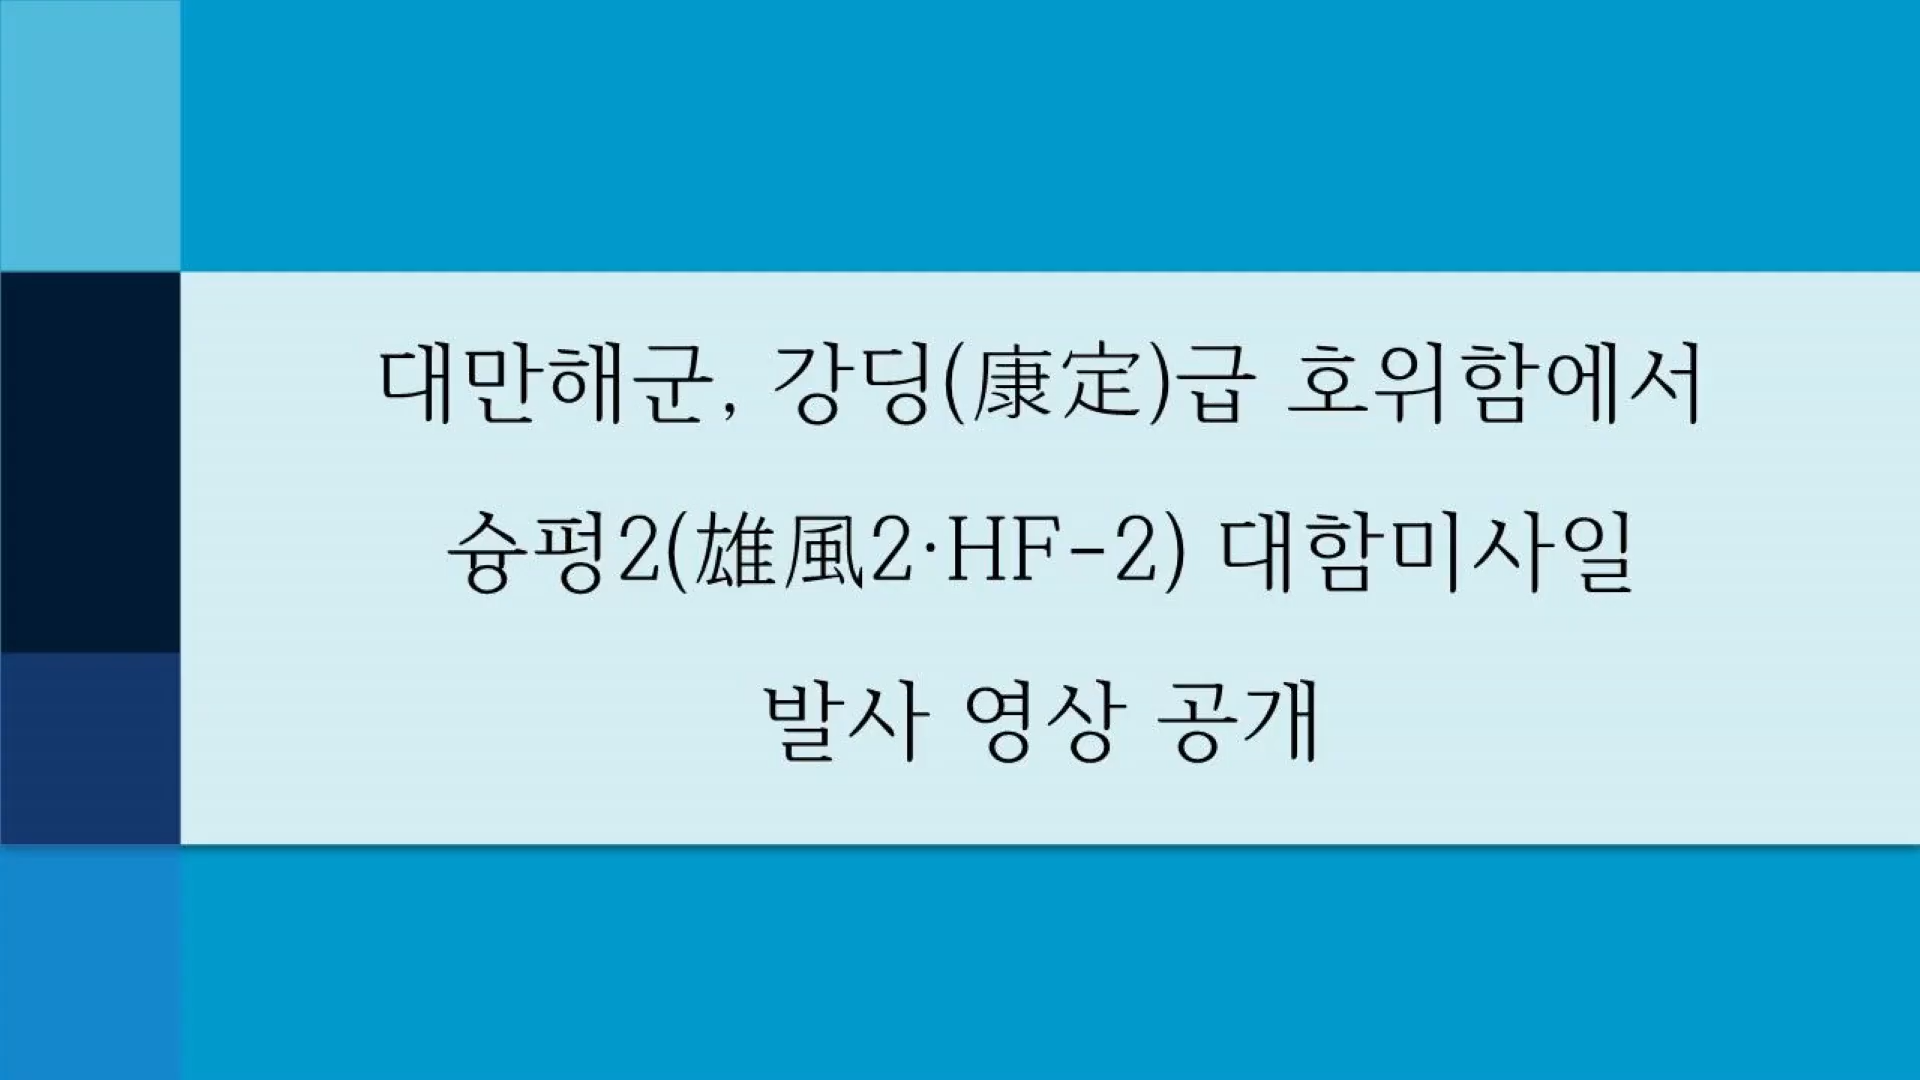 대만해군, 강딩(康定)급 호위함에서
슝펑2(雄風2·HF-2) 대함미사일
발사 영상 공개